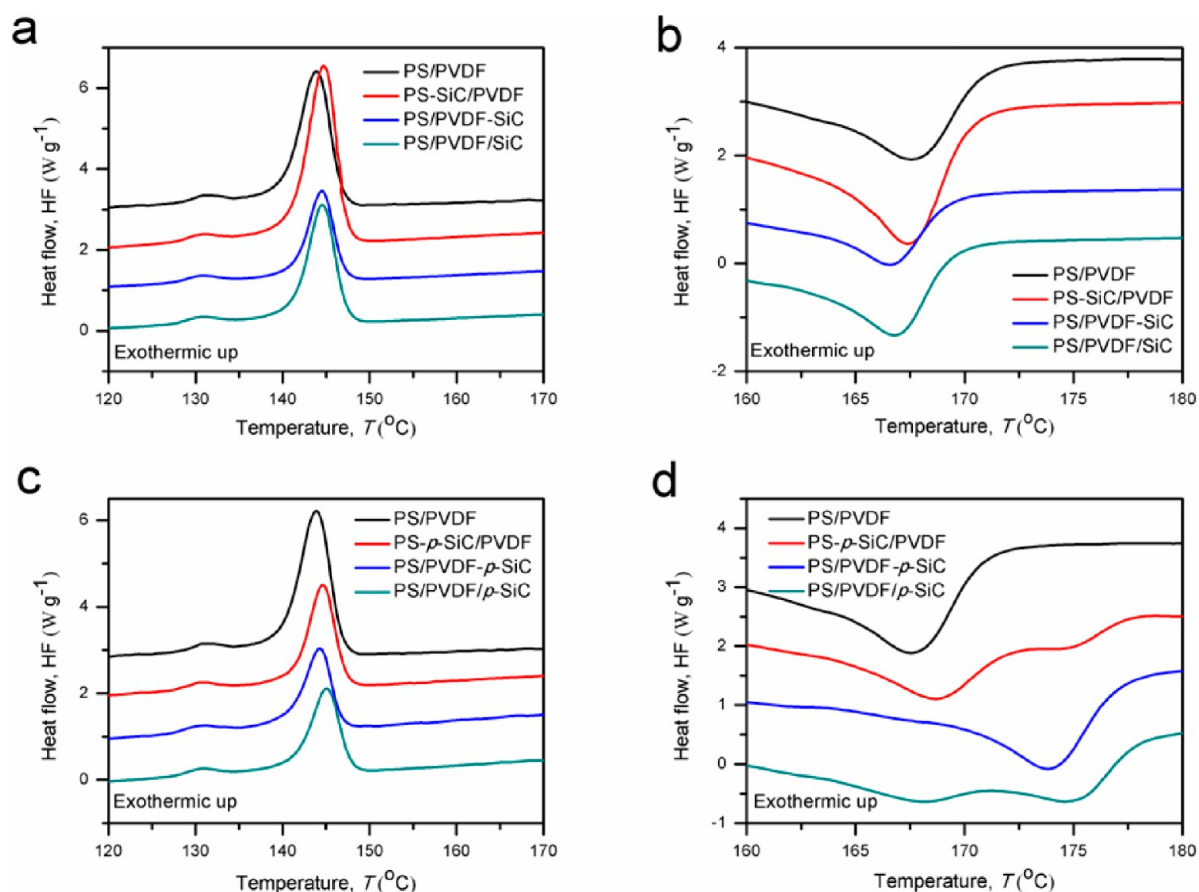 a
Heat flow, HF (W g⁻¹)
6
4
2
0
PS/PVDF
PS-SiC/PVDF
PS/PVDF-SiC
PS/PVDF/SiC
Exothermic up
120 130 140 150 160 170
Temperature, T (°C)
b
Heat flow, HF (W g⁻¹)
4
2
0
-2
PS/PVDF
PS-SiC/PVDF
PS/PVDF-SiC
PS/PVDF/SiC
Exothermic up
160 165 170 175 180
Temperature, T (°C)
c
Heat flow, HF (W g⁻¹)
6
4
2
0
PS/PVDF
PS-p-SiC/PVDF
PS/PVDF-p-SiC
PS/PVDF/p-SiC
Exothermic up
120 130 140 150 160 170
Temperature, T (°C)
d
Heat flow, HF (W g⁻¹)
4
3
2
1
0
-1
PS/PVDF
PS-p-SiC/PVDF
PS/PVDF-p-SiC
PS/PVDF/p-SiC
Exothermic up
160 165 170 175 180
Temperature, T (°C)